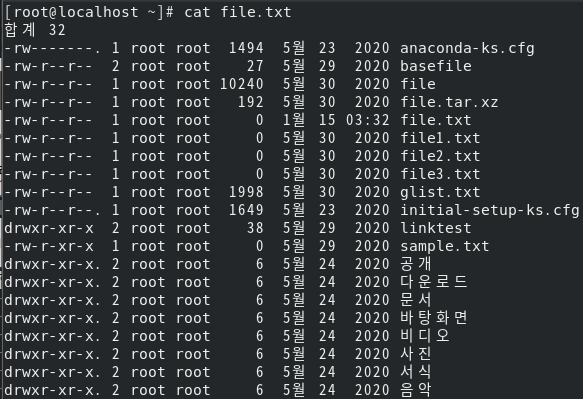 [root@localhost ~]# cat file.txt
합계 32
-rw-------. 1 root root  1494  5월 23  2020 anaconda-ks.cfg
-rw-r--r--  2 root root    27  5월 29  2020 basefile
-rw-r--r--  1 root root 10240  5월 30  2020 file
-rw-r--r--  1 root root   192  5월 30  2020 file.tar.xz
-rw-r--r--  1 root root     0  1월 15 03:32 file.txt
-rw-r--r--  1 root root     0  5월 30  2020 file1.txt
-rw-r--r--  1 root root     0  5월 30  2020 file2.txt
-rw-r--r--  1 root root     0  5월 30  2020 file3.txt
-rw-r--r--  1 root root  1998  5월 30  2020 glist.txt
-rw-r--r--. 1 root root  1649  5월 23  2020 initial-setup-ks.cfg
drwxr-xr-x  2 root root    38  5월 29  2020 linktest
-rw-r-xr--  1 root root     0  5월 29  2020 sample.txt
drwxr-xr-x. 2 root root     6  5월 24  2020 공개
drwxr-xr-x. 2 root root     6  5월 24  2020 다운로드
drwxr-xr-x. 2 root root     6  5월 24  2020 문서
drwxr-xr-x. 2 root root     6  5월 24  2020 바탕화면
drwxr-xr-x. 2 root root     6  5월 24  2020 비디오
drwxr-xr-x. 2 root root     6  5월 24  2020 사진
drwxr-xr-x. 2 root root     6  5월 24  2020 서식
drwxr-xr-x. 2 root root     6  5월 24  2020 음악